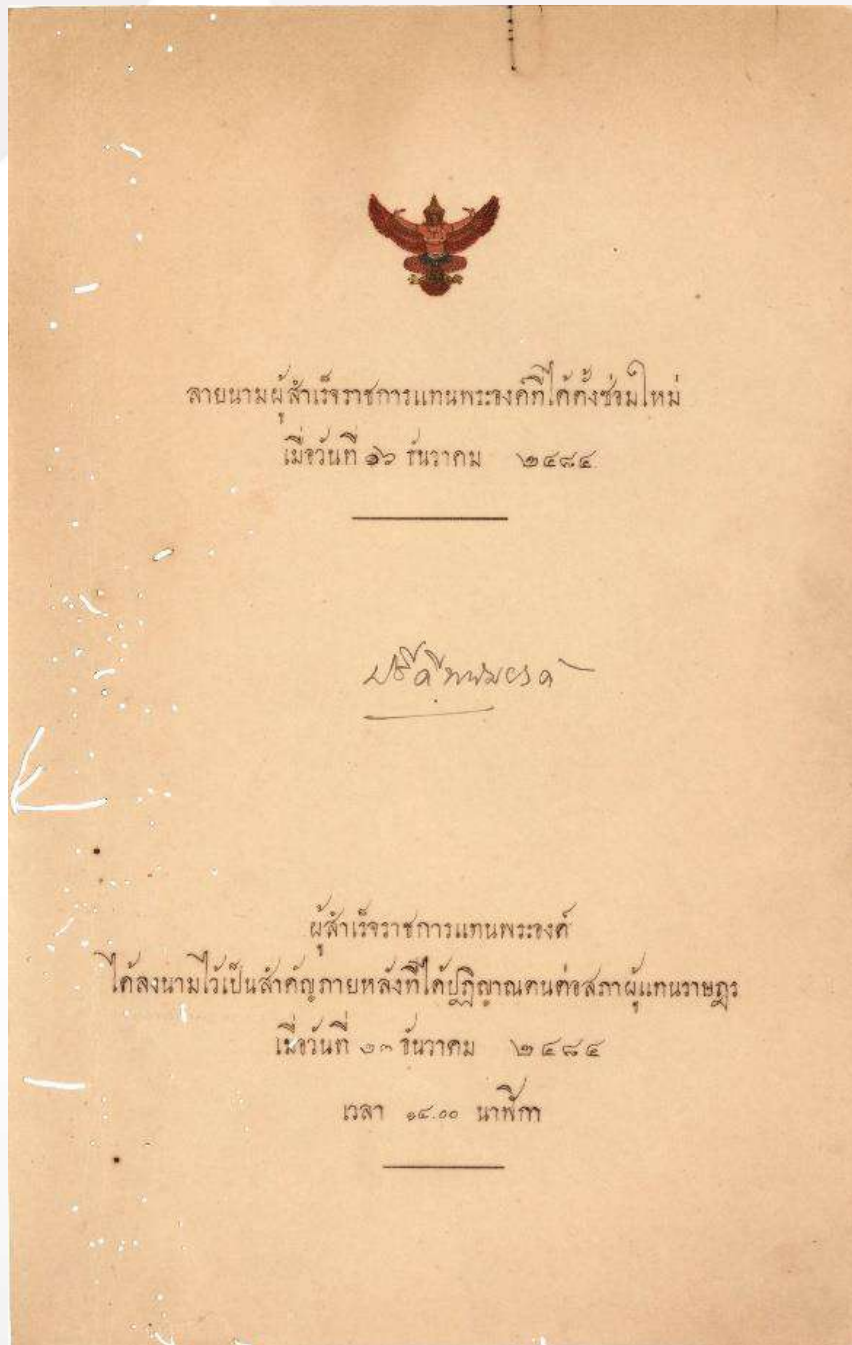 ลายนามผู้สำเร็จราชการแทนพระองค์ที่ได้ตั้งซ่อมใหม่
เมื่อวันที่ ๑๖ ธันวาคม ๒๔๘๔
ปรีดี พนมยงค์
ผู้สำเร็จราชการแทนพระองค์
ได้ลงนามไว้เป็นสำคัญภายหลังที่ได้ปฏิญาณตนต่อสภาผู้แทนราษฎร
เมื่อวันที่ ธันวาคม ๒๔๘๔
เวลา ๑๔.๐๐ นาฬิกา